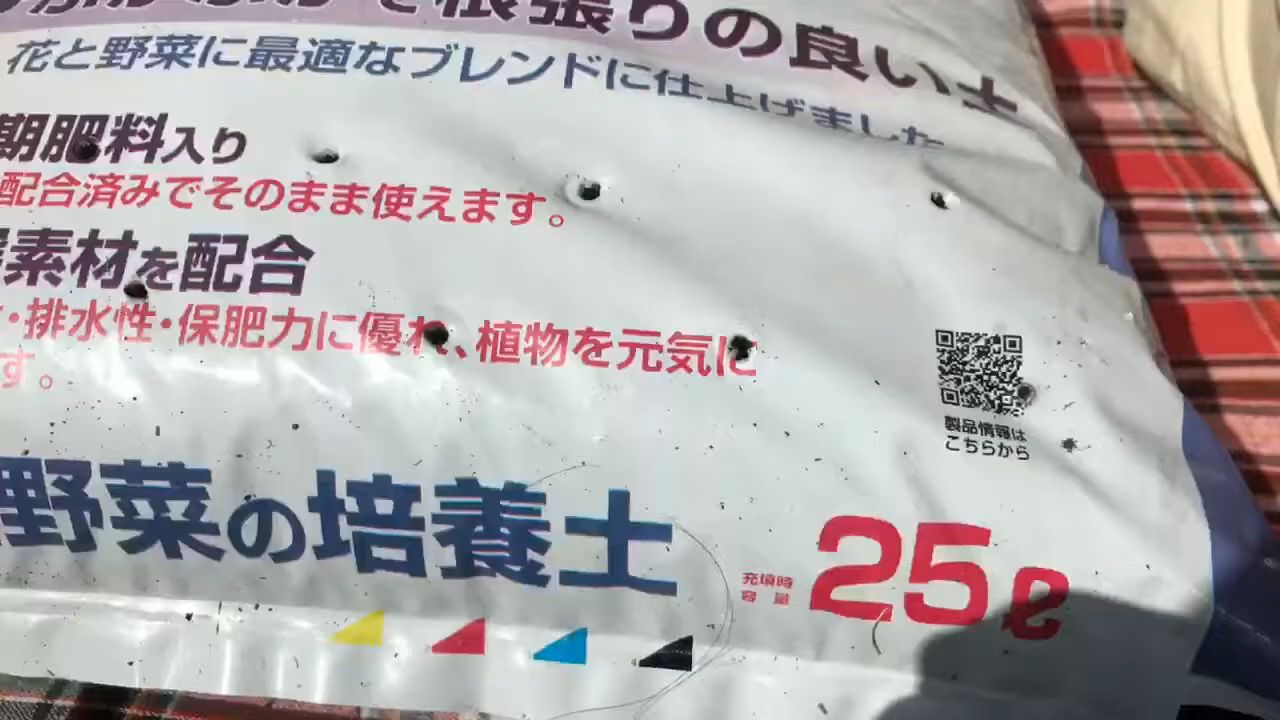 根張りの良い土
花と野菜に最適なブレンドに仕上げました
期肥料入り
配合済みでそのまま使えます。
素材を配合
・排水性・保肥力に優れ、植物を元気に
す。
製品情報は
こちらから
野菜の培養土
充填時
容量
25ℓ